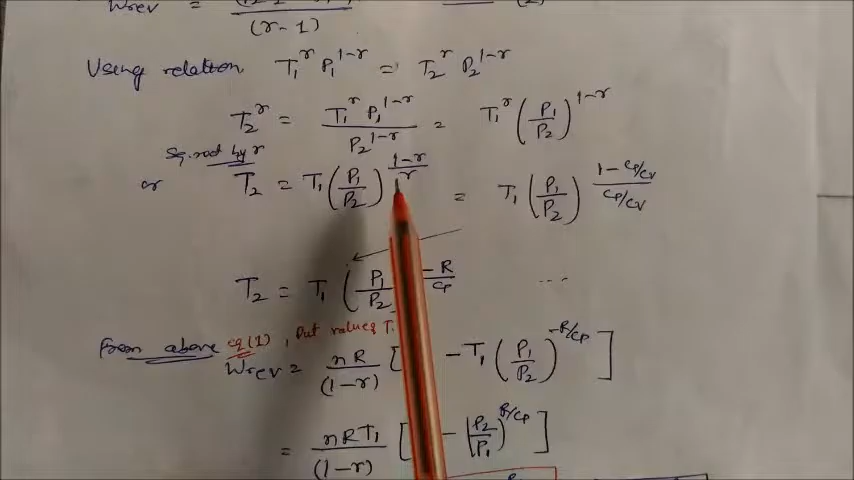 Wrev = (r-1) (2)
Using relation T₁^r P₁^1-r = T₂^r P₂^1-r
T₂^r = T₁^r P₁^1-r / P₂^1-r = T₁^r (P₁/P₂)^1-r
Sq. root by r
or T₂ = T₁ (P₁/P₂)^1-r/r = T₁ (P₁/P₂)^(1-Cp/Cv)/(Cp/Cv)
T₂ = T₁ (P₁/P₂ -R/Cp ...
From above eq(1), Put values T.
Wrev = nR/(1-r) [ - T₁ (P₁/P₂)^-R/Cp ]
= nRT₁/(1-r) [ - (P₂/P₁)^R/Cp ]